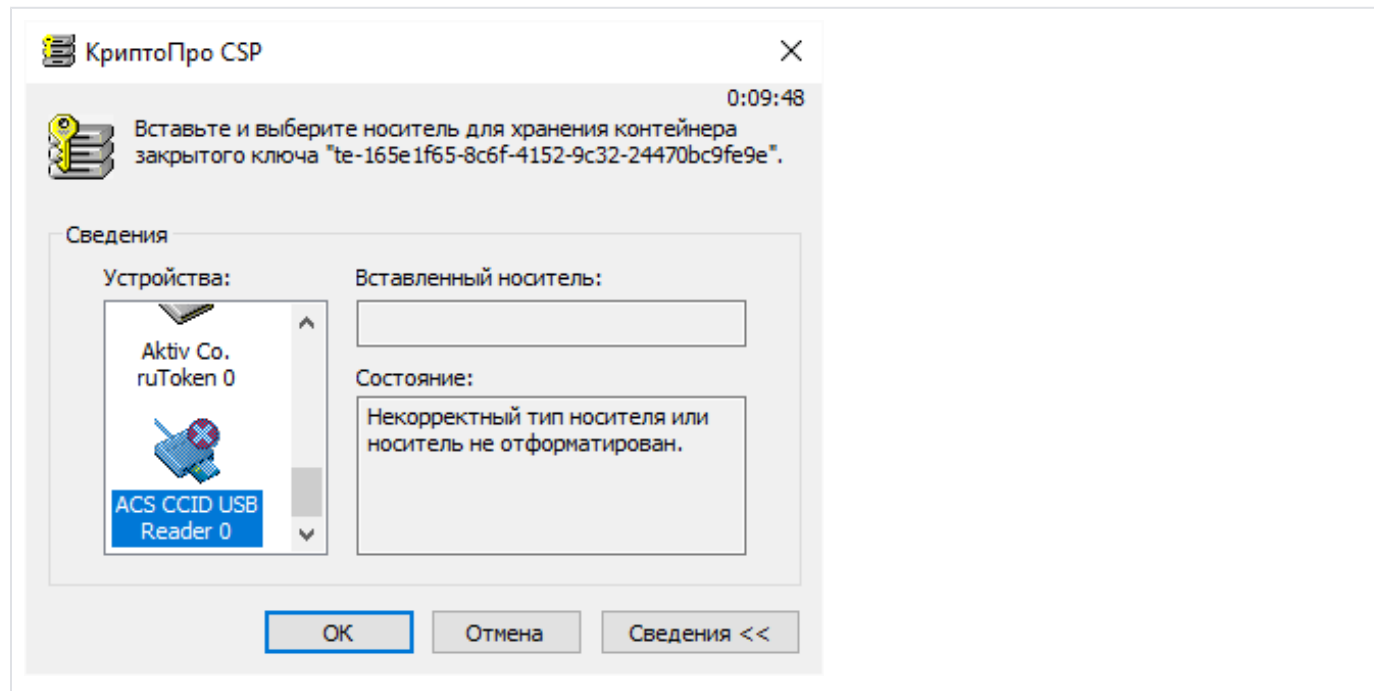 КриптоПро CSP
0:09:48
Вставьте и выберите носитель для хранения контейнера
закрытого ключа "te-165e1f65-8c6f-4152-9c32-24470bc9fe9e".
Сведения
Устройства:
Aktiv Co.
ruToken 0
ACS CCID USB
Reader 0
Вставленный носитель:
Состояние:
Некорректный тип носителя или
носитель не отформатирован.
ОК
Отмена
Сведения <<